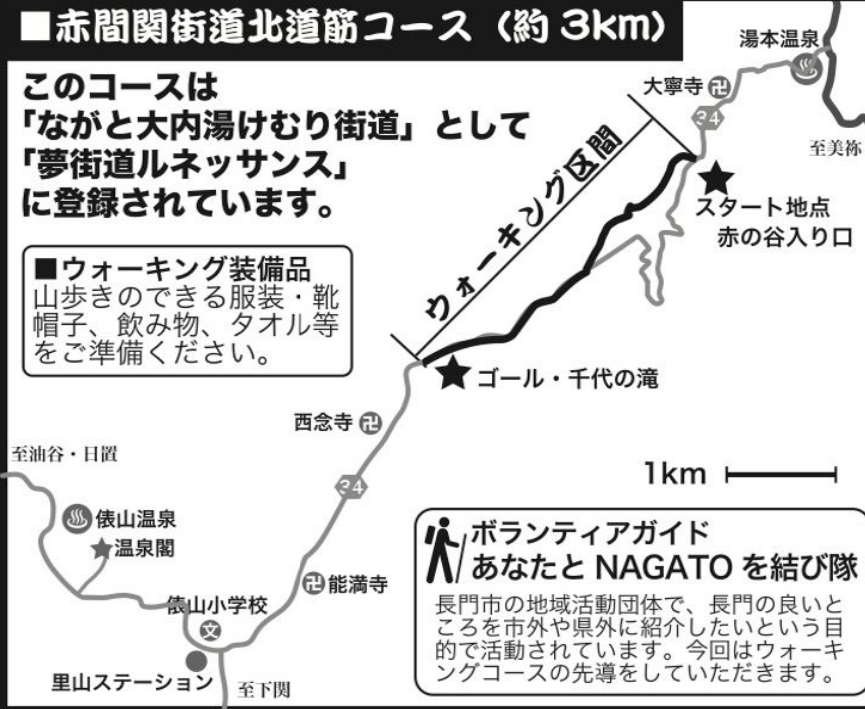 ■赤間関街道北道筋コース（約3km）
このコースは
「ながと大内湯けむり街道」として
「夢街道ルネッサンス」
に登録されています。
■ウォーキング装備品
山歩きのできる服装・靴
帽子、飲み物、タオル等
をご準備ください。
湯本温泉
大寧寺
34
至美祢
ウォーキング区間
スタート地点
赤の谷入り口
ゴール・千代の滝
西念寺
至油谷・日置
34
1km
俵山温泉
温泉閣
能満寺
俵山小学校
文
里山ステーション
至下関
ボランティアガイド
あなたと NAGATO を結び隊
長門市の地域活動団体で、長門の良いと
ころを市外や県外に紹介したいという目
的で活動されています。今回はウォーキ
ングコースの先導をしていただきます。